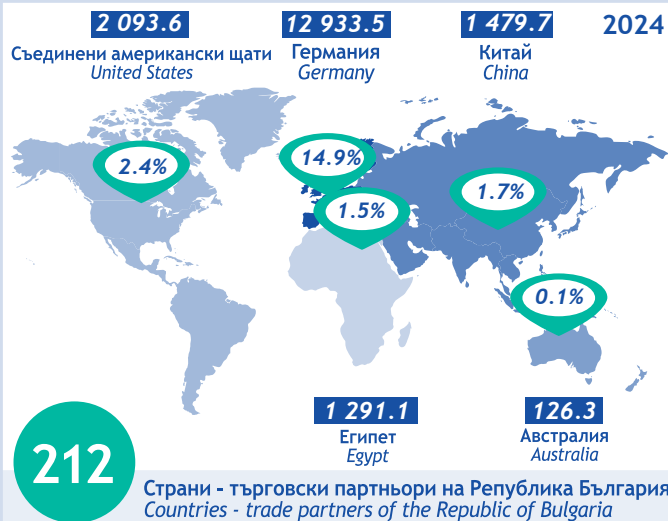 2 093.6
12 933.5
1 479.7
2024
Съединени американски щати
United States
Германия
Germany
Китай
China
2.4%
14.9%
1.5%
1.7%
0.1%
1 291.1
Египет
Egypt
126.3
Австралия
Australia
212
Страни - търговски партньори на Република България
Countries - trade partners of the Republic of Bulgaria